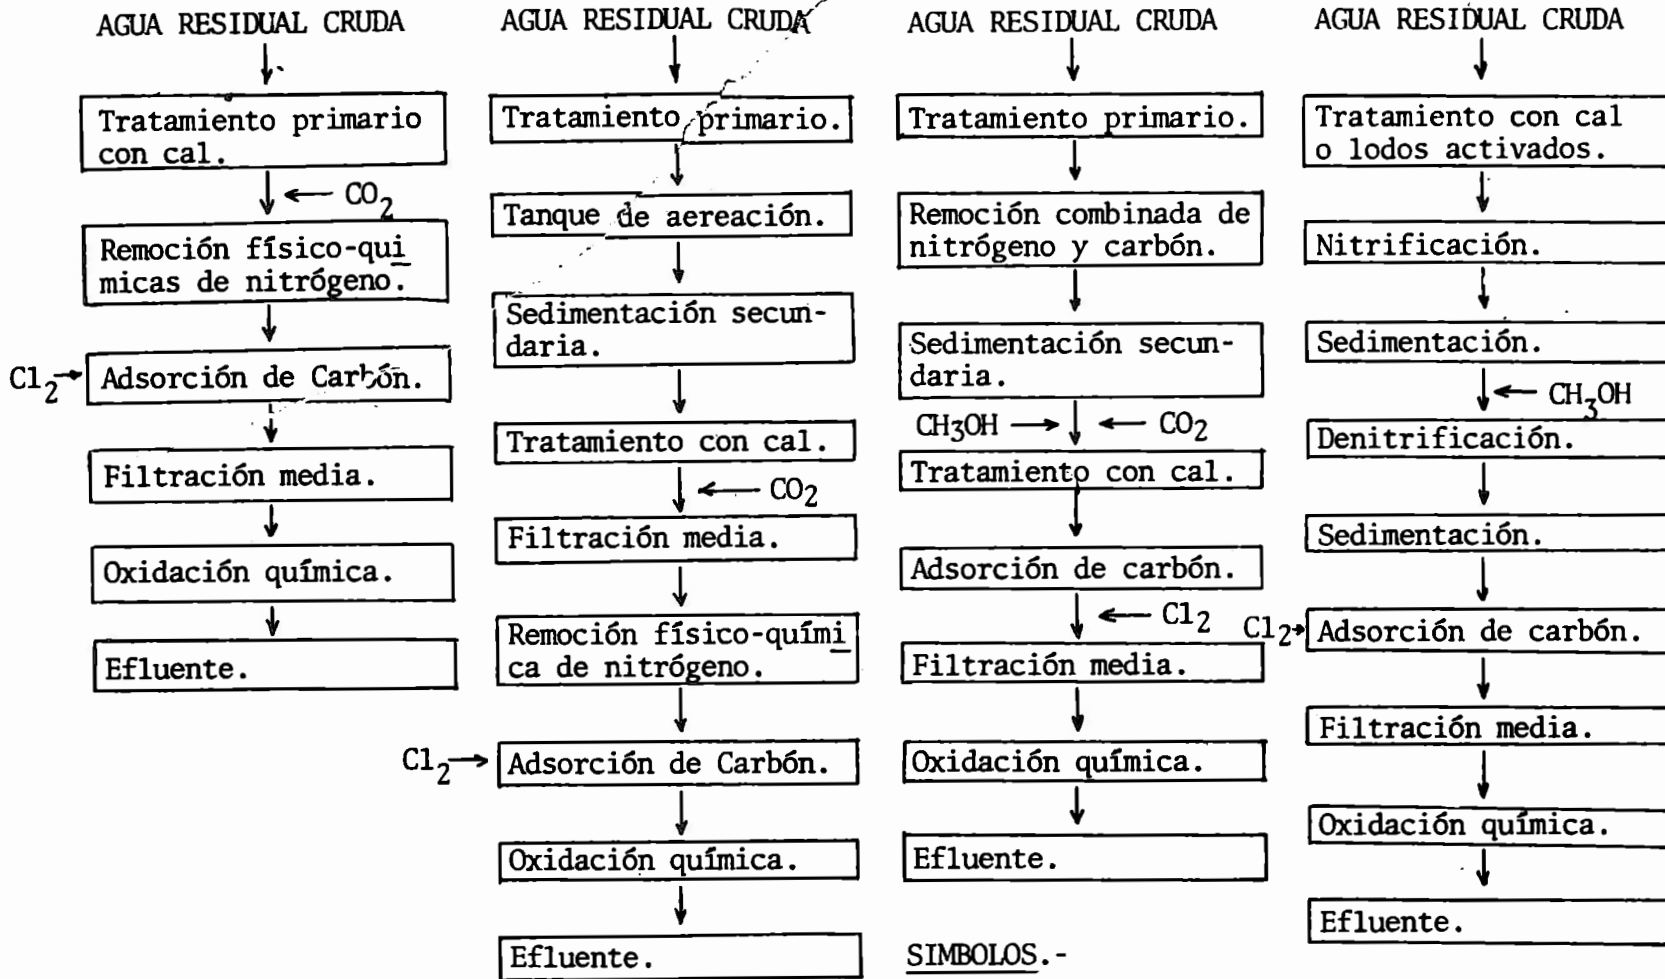 AGUA RESIDUAL CRUDA
Tratamiento primario
con cal.
CO2
Remoción físico-qui
micas de nitrógeno.
Cl2
Adsorción de Carbón.
Filtración media.
Oxidación química.
Efluente.
AGUA RESIDUAL CRUDA
Tratamiento primario.
Tanque de aereación.
Sedimentación secun-
daria.
Tratamiento con cal.
CO2
Filtración media.
Remoción físico-quími
ca de nitrógeno.
Cl2
Adsorción de Carbón.
Oxidación química.
Efluente.
AGUA RESIDUAL CRUDA
Tratamiento primario.
Remoción combinada de
nitrógeno y carbón.
Sedimentación secun-
daria.
CH3OH CO2
Tratamiento con cal.
Adsorción de carbón.
Cl2
Filtración media.
Oxidación química.
Efluente.
SIMBOLOS.-
AGUA RESIDUAL CRUDA
Tratamiento con cal
o lodos activados.
Nitrificación.
Sedimentación.
CH3OH
Denitrificación.
Sedimentación.
Cl2
Adsorción de carbón.
Filtración media.
Oxidación química.
Efluente.